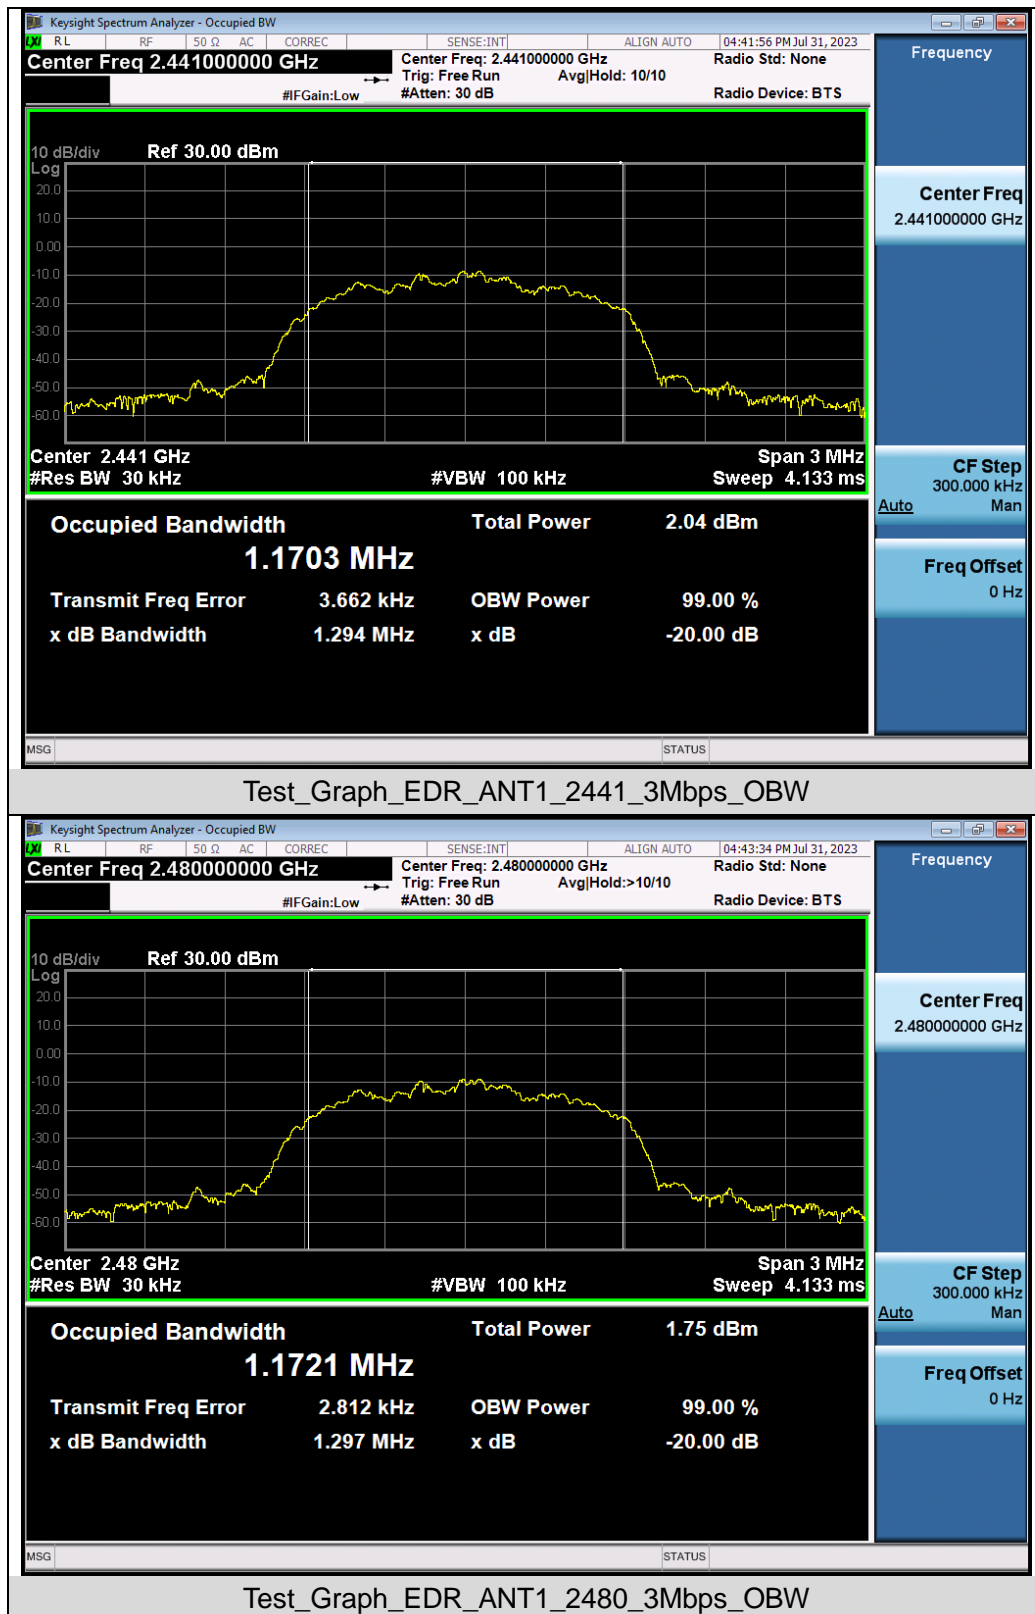 Keysight Spectrum Analyzer - Occupied BW
LXI RL RF 50 Ω AC CORREC SENSE:INT ALIGN AUTO 04:41:56 PM Jul 31, 2023
Center Freq 2.441000000 GHz Center Freq: 2.441000000 GHz Radio Std: None
Trig: Free Run Avg|Hold: 10/10
#IFGain:Low #Atten: 30 dB Radio Device: BTS
Frequency
10 dB/div Ref 30.00 dBm
Log
20.0
10.0
0.00
-10.0
-20.0
-30.0
-40.0
-50.0
-60.0
Center Freq
2.441000000 GHz
Center 2.441 GHz Span 3 MHz
#Res BW 30 kHz #VBW 100 kHz Sweep 4.133 ms
CF Step
300.000 kHz
Auto Man
Occupied Bandwidth Total Power 2.04 dBm
1.1703 MHz
Transmit Freq Error 3.662 kHz OBW Power 99.00 %
x dB Bandwidth 1.294 MHz x dB -20.00 dB
Freq Offset
0 Hz
MSG STATUS
Test_Graph_EDR_ANT1_2441_3Mbps_OBW
Keysight Spectrum Analyzer - Occupied BW
LXI RL RF 50 Ω AC CORREC SENSE:INT ALIGN AUTO 04:43:34 PM Jul 31, 2023
Center Freq 2.480000000 GHz Center Freq: 2.480000000 GHz Radio Std: None
Trig: Free Run Avg|Hold:>10/10
#IFGain:Low #Atten: 30 dB Radio Device: BTS
Frequency
10 dB/div Ref 30.00 dBm
Log
20.0
10.0
0.00
-10.0
-20.0
-30.0
-40.0
-50.0
-60.0
Center Freq
2.480000000 GHz
Center 2.48 GHz Span 3 MHz
#Res BW 30 kHz #VBW 100 kHz Sweep 4.133 ms
CF Step
300.000 kHz
Auto Man
Occupied Bandwidth Total Power 1.75 dBm
1.1721 MHz
Transmit Freq Error 2.812 kHz OBW Power 99.00 %
x dB Bandwidth 1.297 MHz x dB -20.00 dB
Freq Offset
0 Hz
MSG STATUS
Test_Graph_EDR_ANT1_2480_3Mbps_OBW